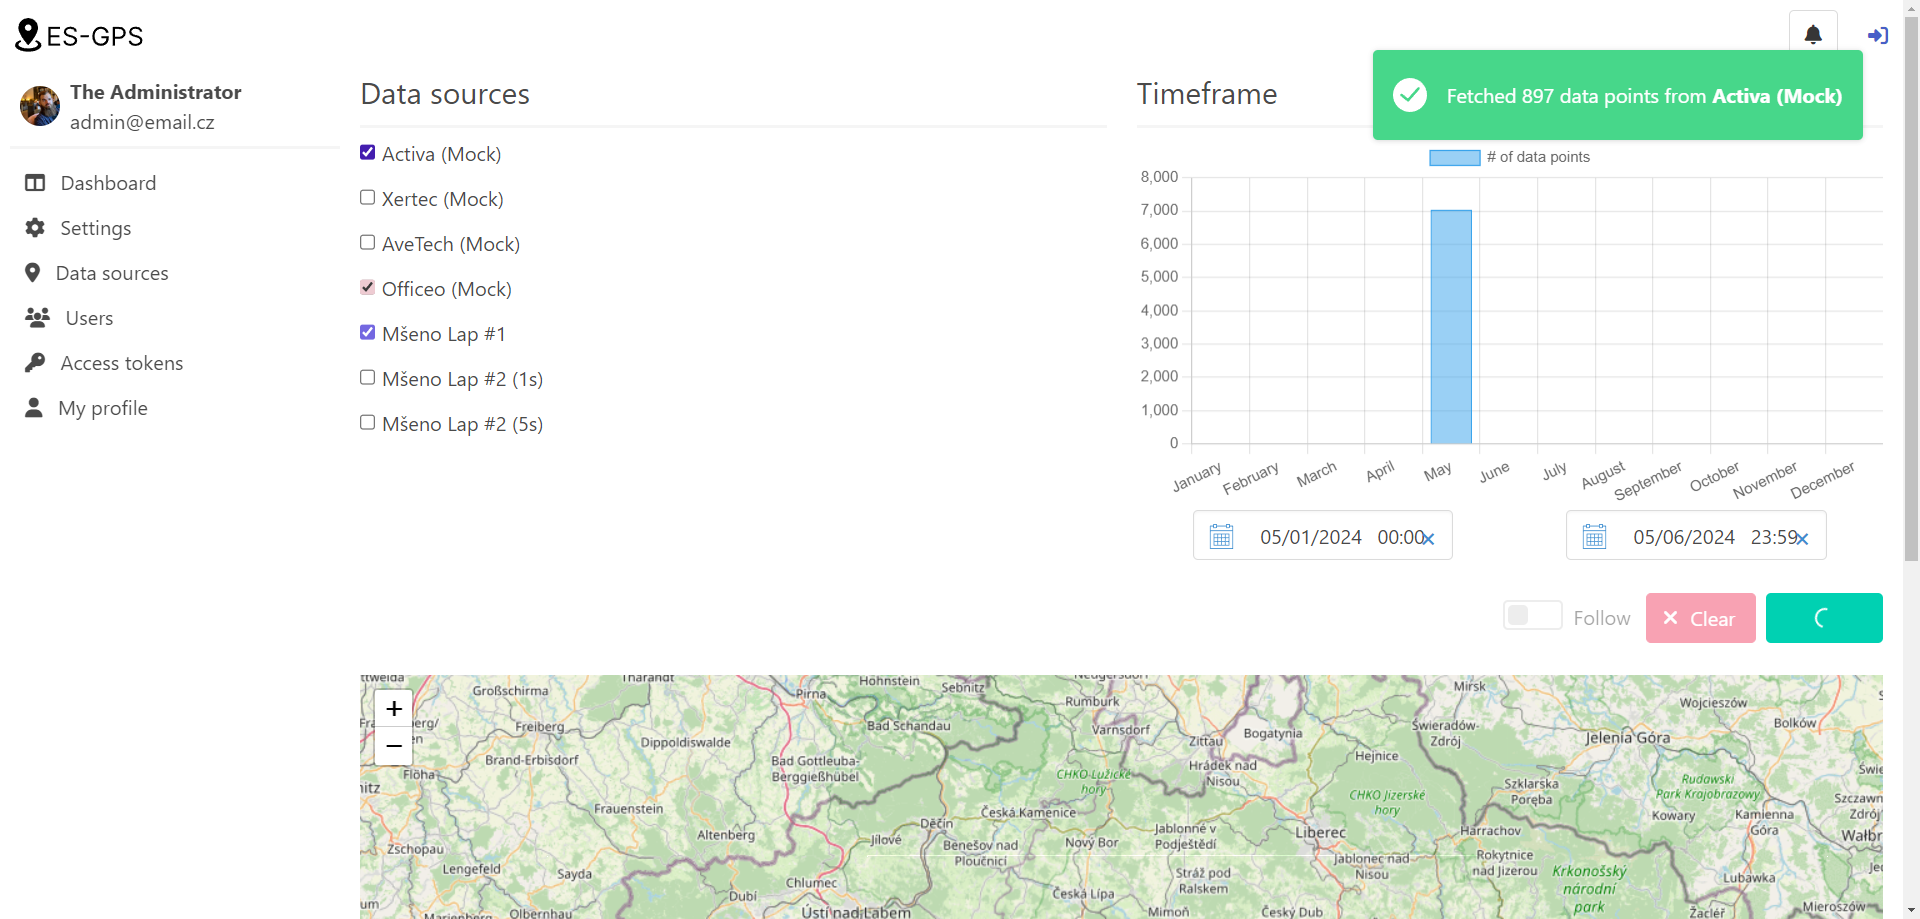 ES-GPS
The Administrator
admin@email.cz
Dashboard
Settings
Data sources
Users
Access tokens
My profile
Data sources
Activa (Mock)
Xertec (Mock)
AveTech (Mock)
Officeo (Mock)
Mšeno Lap #1
Mšeno Lap #2 (1s)
Mšeno Lap #2 (5s)
Timeframe
Fetched 897 data points from Activa (Mock)
# of data points
8,000
7,000
6,000
5,000
4,000
3,000
2,000
1,000
0
January
February
March
April
May
June
July
August
September
October
November
December
05/01/2024 00:00
05/06/2024 23:59
Follow
Clear
+
−
Großschirma
Tharandt
Freiberg
Dippoldiswalde
Brand-Erbisdorf
Flöha
Frauenstein
Altenberg
Zschopau
Lengefeld
Sayda
Marienberg
Olbernhau
Pirna
Hohnstein
Sebnitz
Bad Schandau
Bad Gottleuba-
Berggießhübel
Děčín
Jílové
Benešov nad
Ploučnicí
Chlumec
Dubí
Ústí nad Labem
Rumburk
Varnsdorf
Zittau
Bogatynia
Hrádek nad
Nisou
CHKO Lužické
hory
Česká Kamenice
Nový Bor
Jablonné v
Podještědí
Česká Lípa
Stráž pod
Ralskem
Mimoň
Český Dub
Liberec
Jablonec nad
Nisou
CHKO Jizerské
hory
Hejnice
Mirsk
Świeradów-
Zdrój
Jelenia Góra
Wojcieszów
Bolków
Szklarska
Poręba
Rudawski
Park Krajobrazowy
Kowary
Kamienna
Góra
Harrachov
Rokytnice
nad Jizerou
Krkonošský
národní
park
Lubawka
Žacléř